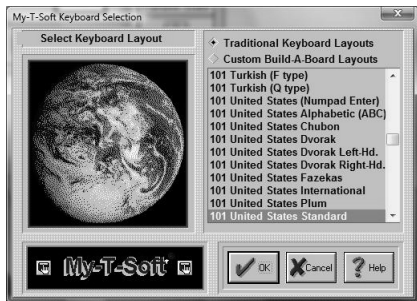 My-T-Soft Keyboard Selection
Select Keyboard Layout
Traditional Keyboard Layouts
Custom Build-A-Board Layouts
101 Turkish (F type)
101 Turkish (Q type)
101 United States (Numpad Enter)
101 United States Alphabetic (ABC)
101 United States Chubon
101 United States Dvorak
101 United States Dvorak Left-Hd.
101 United States Dvorak Right-Hd.
101 United States Fazekas
101 United States International
101 United States Plum
101 United States Standard
My-T-Soft
OK
Cancel
Help